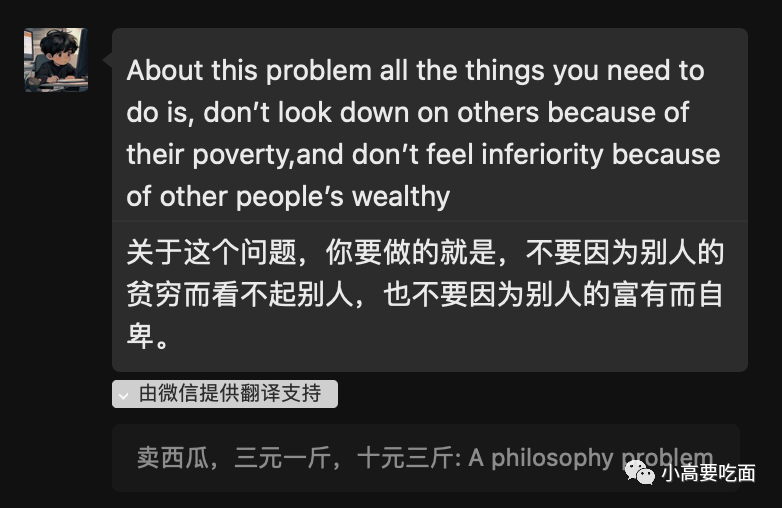 About this problem all the things you need to
do is, don’t look down on others because of
their poverty,and don’t feel inferiority because
of other people’s wealthy
关于这个问题，你要做的就是，不要因为别人的
贫穷而看不起别人，也不要因为别人的富有而自
卑。
由微信提供翻译支持
卖西瓜，三元一斤，十元三斤: A philosophy problem
小高要吃面